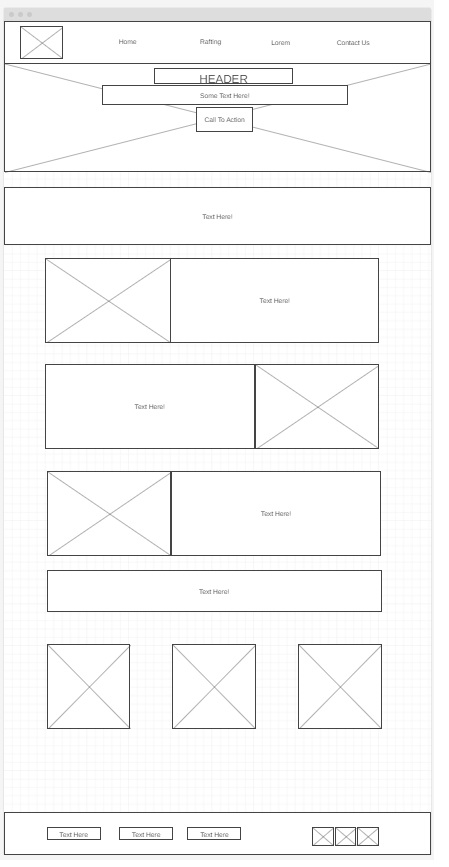 Home Rafting Lorem Contact Us
HEADER
Some Text Here!
Call To Action
Text Here!
Text Here!
Text Here!
Text Here!
Text Here!
Text Here Text Here Text Here